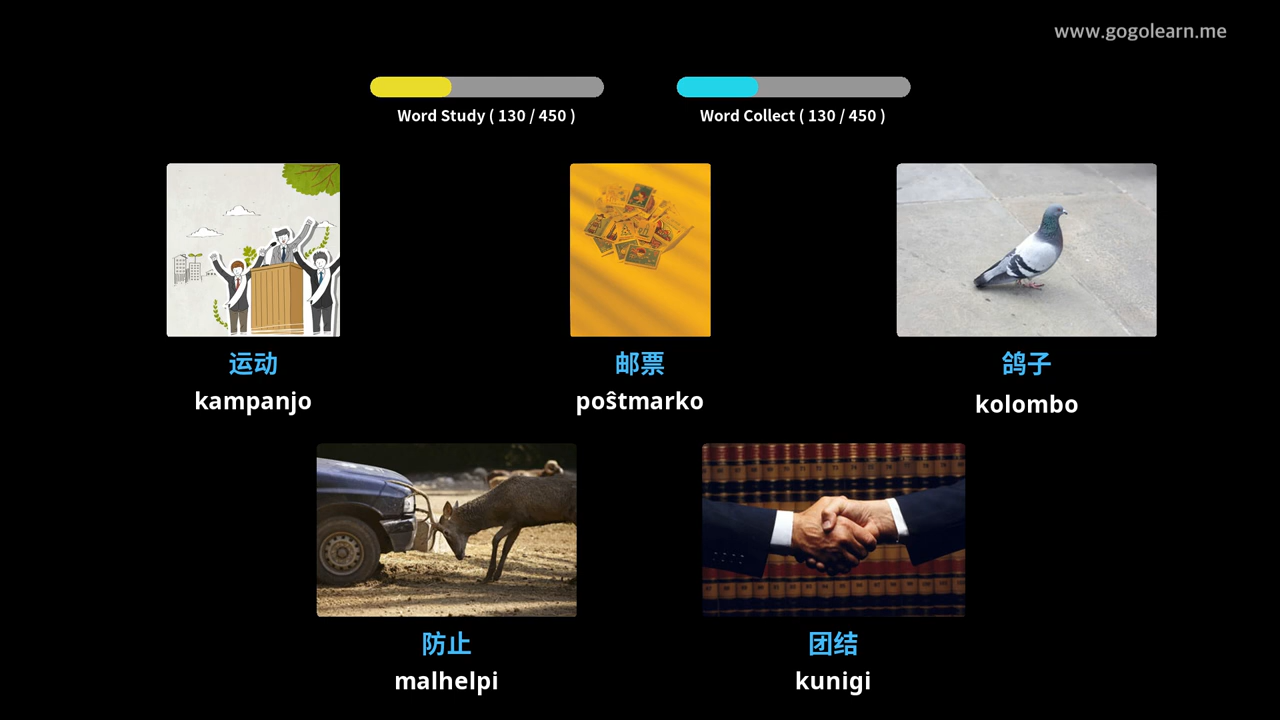 www.gogolearn.me
Word Study ( 130 / 450 )
Word Collect ( 130 / 450 )
运动
kampanjo
邮票
poŝtmarko
鸽子
kolombo
防止
malhelpi
团结
kunigi